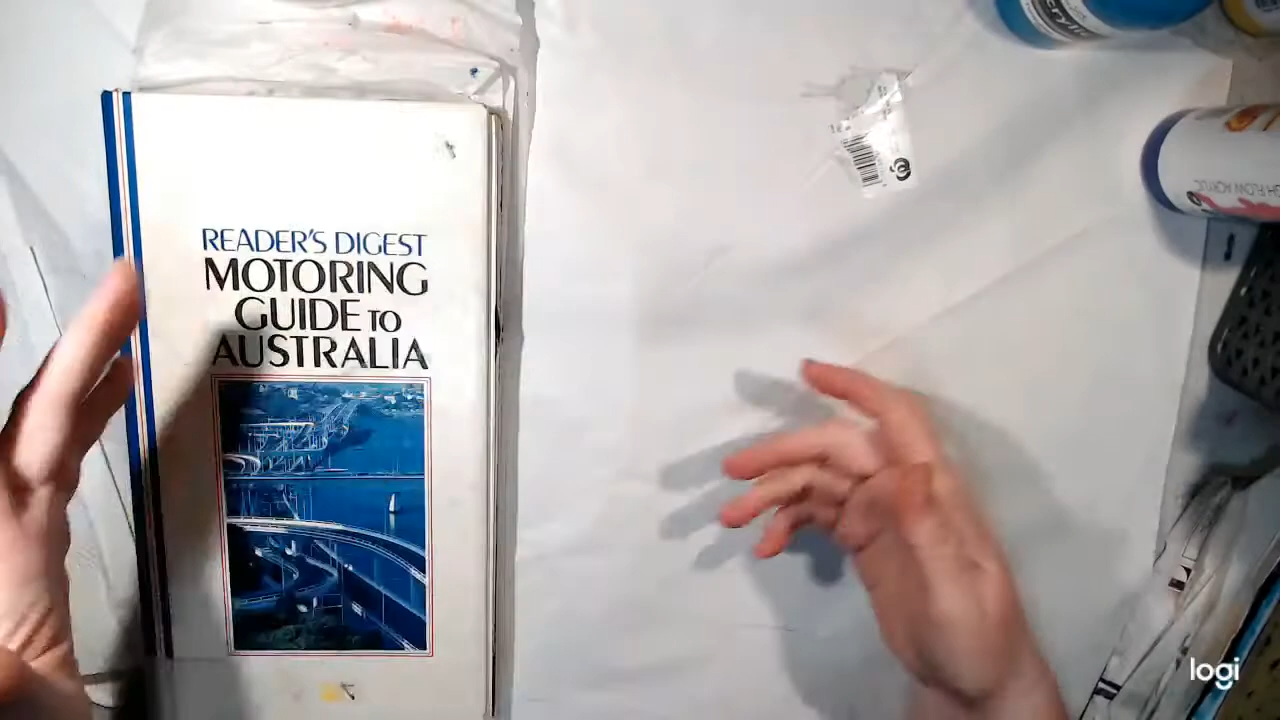 READER'S DIGEST
MOTORING
GUIDE TO
AUSTRALIA
logi